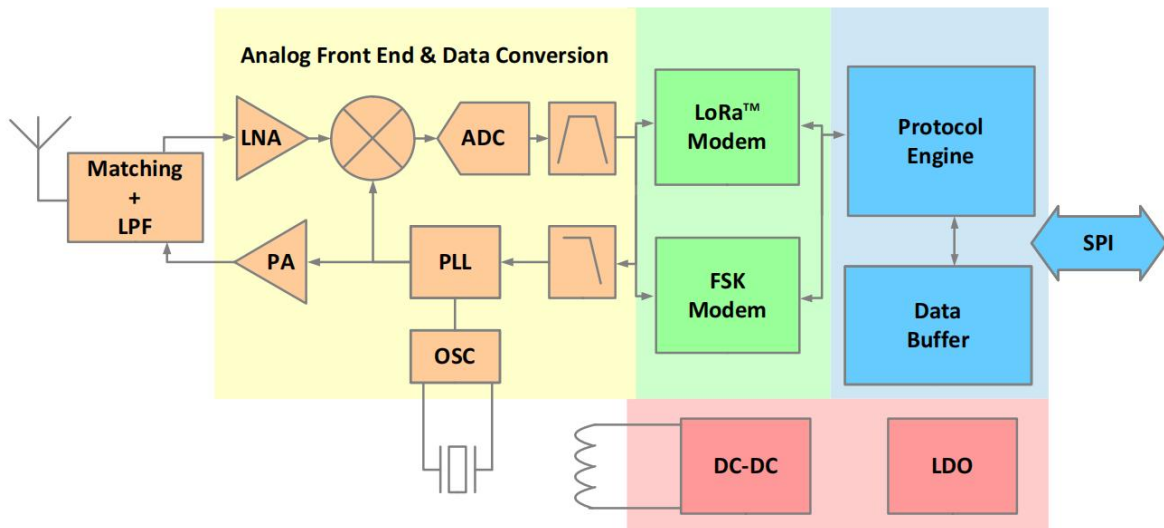 Analog Front End & Data Conversion
LNA
ADC
LoRa™
Modem
Protocol
Engine
Matching
+
LPF
PA
PLL
FSK
Modem
SPI
Data
Buffer
OSC
DC-DC
LDO